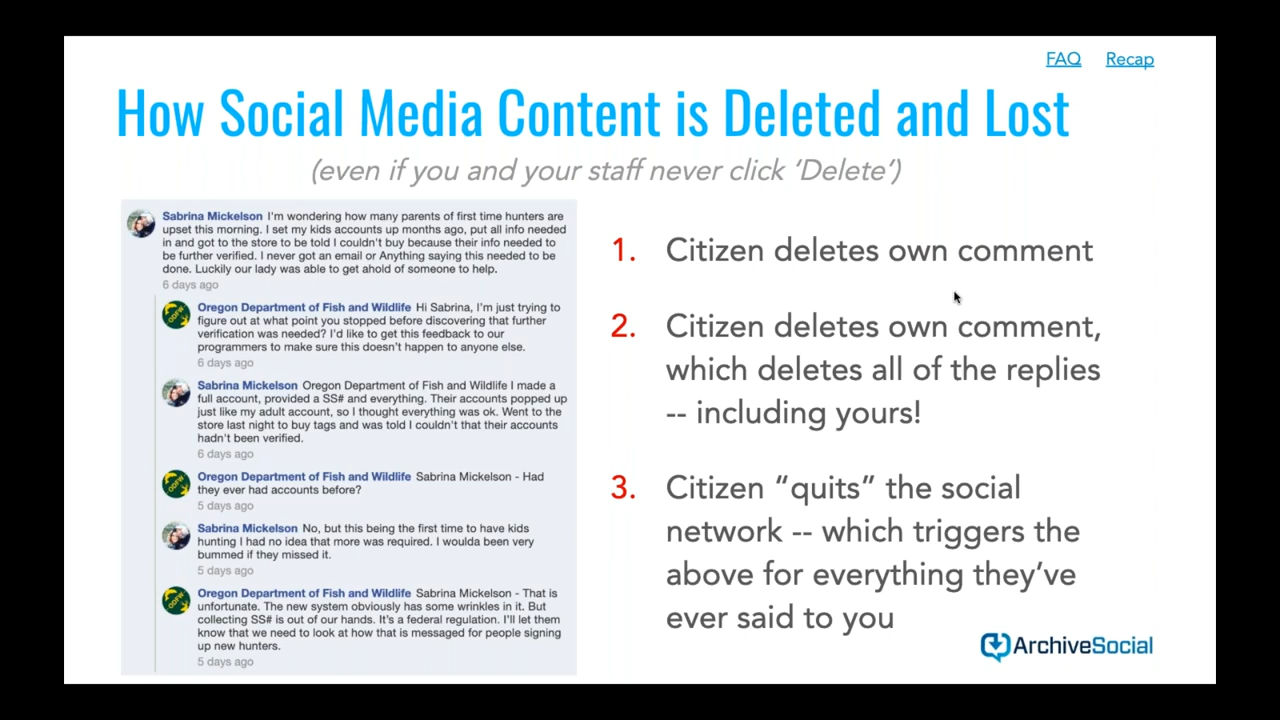 FAQ Recap
How Social Media Content is Deleted and Lost
(even if you and your staff never click ‘Delete’)
Sabrina Mickelson I'm wondering how many parents of first time hunters are
upset this morning. I set my kids accounts up months ago, put all info needed
in and got to the store to be told I couldn't buy because their info needed to
be further verified. I never got an email or Anything saying this needed to be
done. Luckily our lady was able to get ahold of someone to help.
6 days ago
Oregon Department of Fish and Wildlife Hi Sabrina, I'm just trying to
figure out at what point you stopped before discovering that further
verification was needed? I'd like to get this feedback to our
programmers to make sure this doesn't happen to anyone else.
6 days ago
Sabrina Mickelson Oregon Department of Fish and Wildlife I made a
full account, provided a SS# and everything. Their accounts popped up
just like my adult account, so I thought everything was ok. Went to the
store last night to buy tags and was told I couldn't that their accounts
hadn't been verified.
6 days ago
Oregon Department of Fish and Wildlife Sabrina Mickelson - Had
they ever had accounts before?
5 days ago
Sabrina Mickelson No, but this being the first time to have kids
hunting I had no idea that more was required. I woulda been very
bummed if they missed it.
5 days ago
Oregon Department of Fish and Wildlife Sabrina Mickelson - That is
unfortunate. The new system obviously has some wrinkles in it. But
collecting SS# is out of our hands. It's a federal regulation. I'll let them
know that we need to look at how that is messaged for people signing
up new hunters.
5 days ago
1. Citizen deletes own comment
2. Citizen deletes own comment,
which deletes all of the replies
-- including yours!
3. Citizen “quits” the social
network -- which triggers the
above for everything they’ve
ever said to you
ArchiveSocial